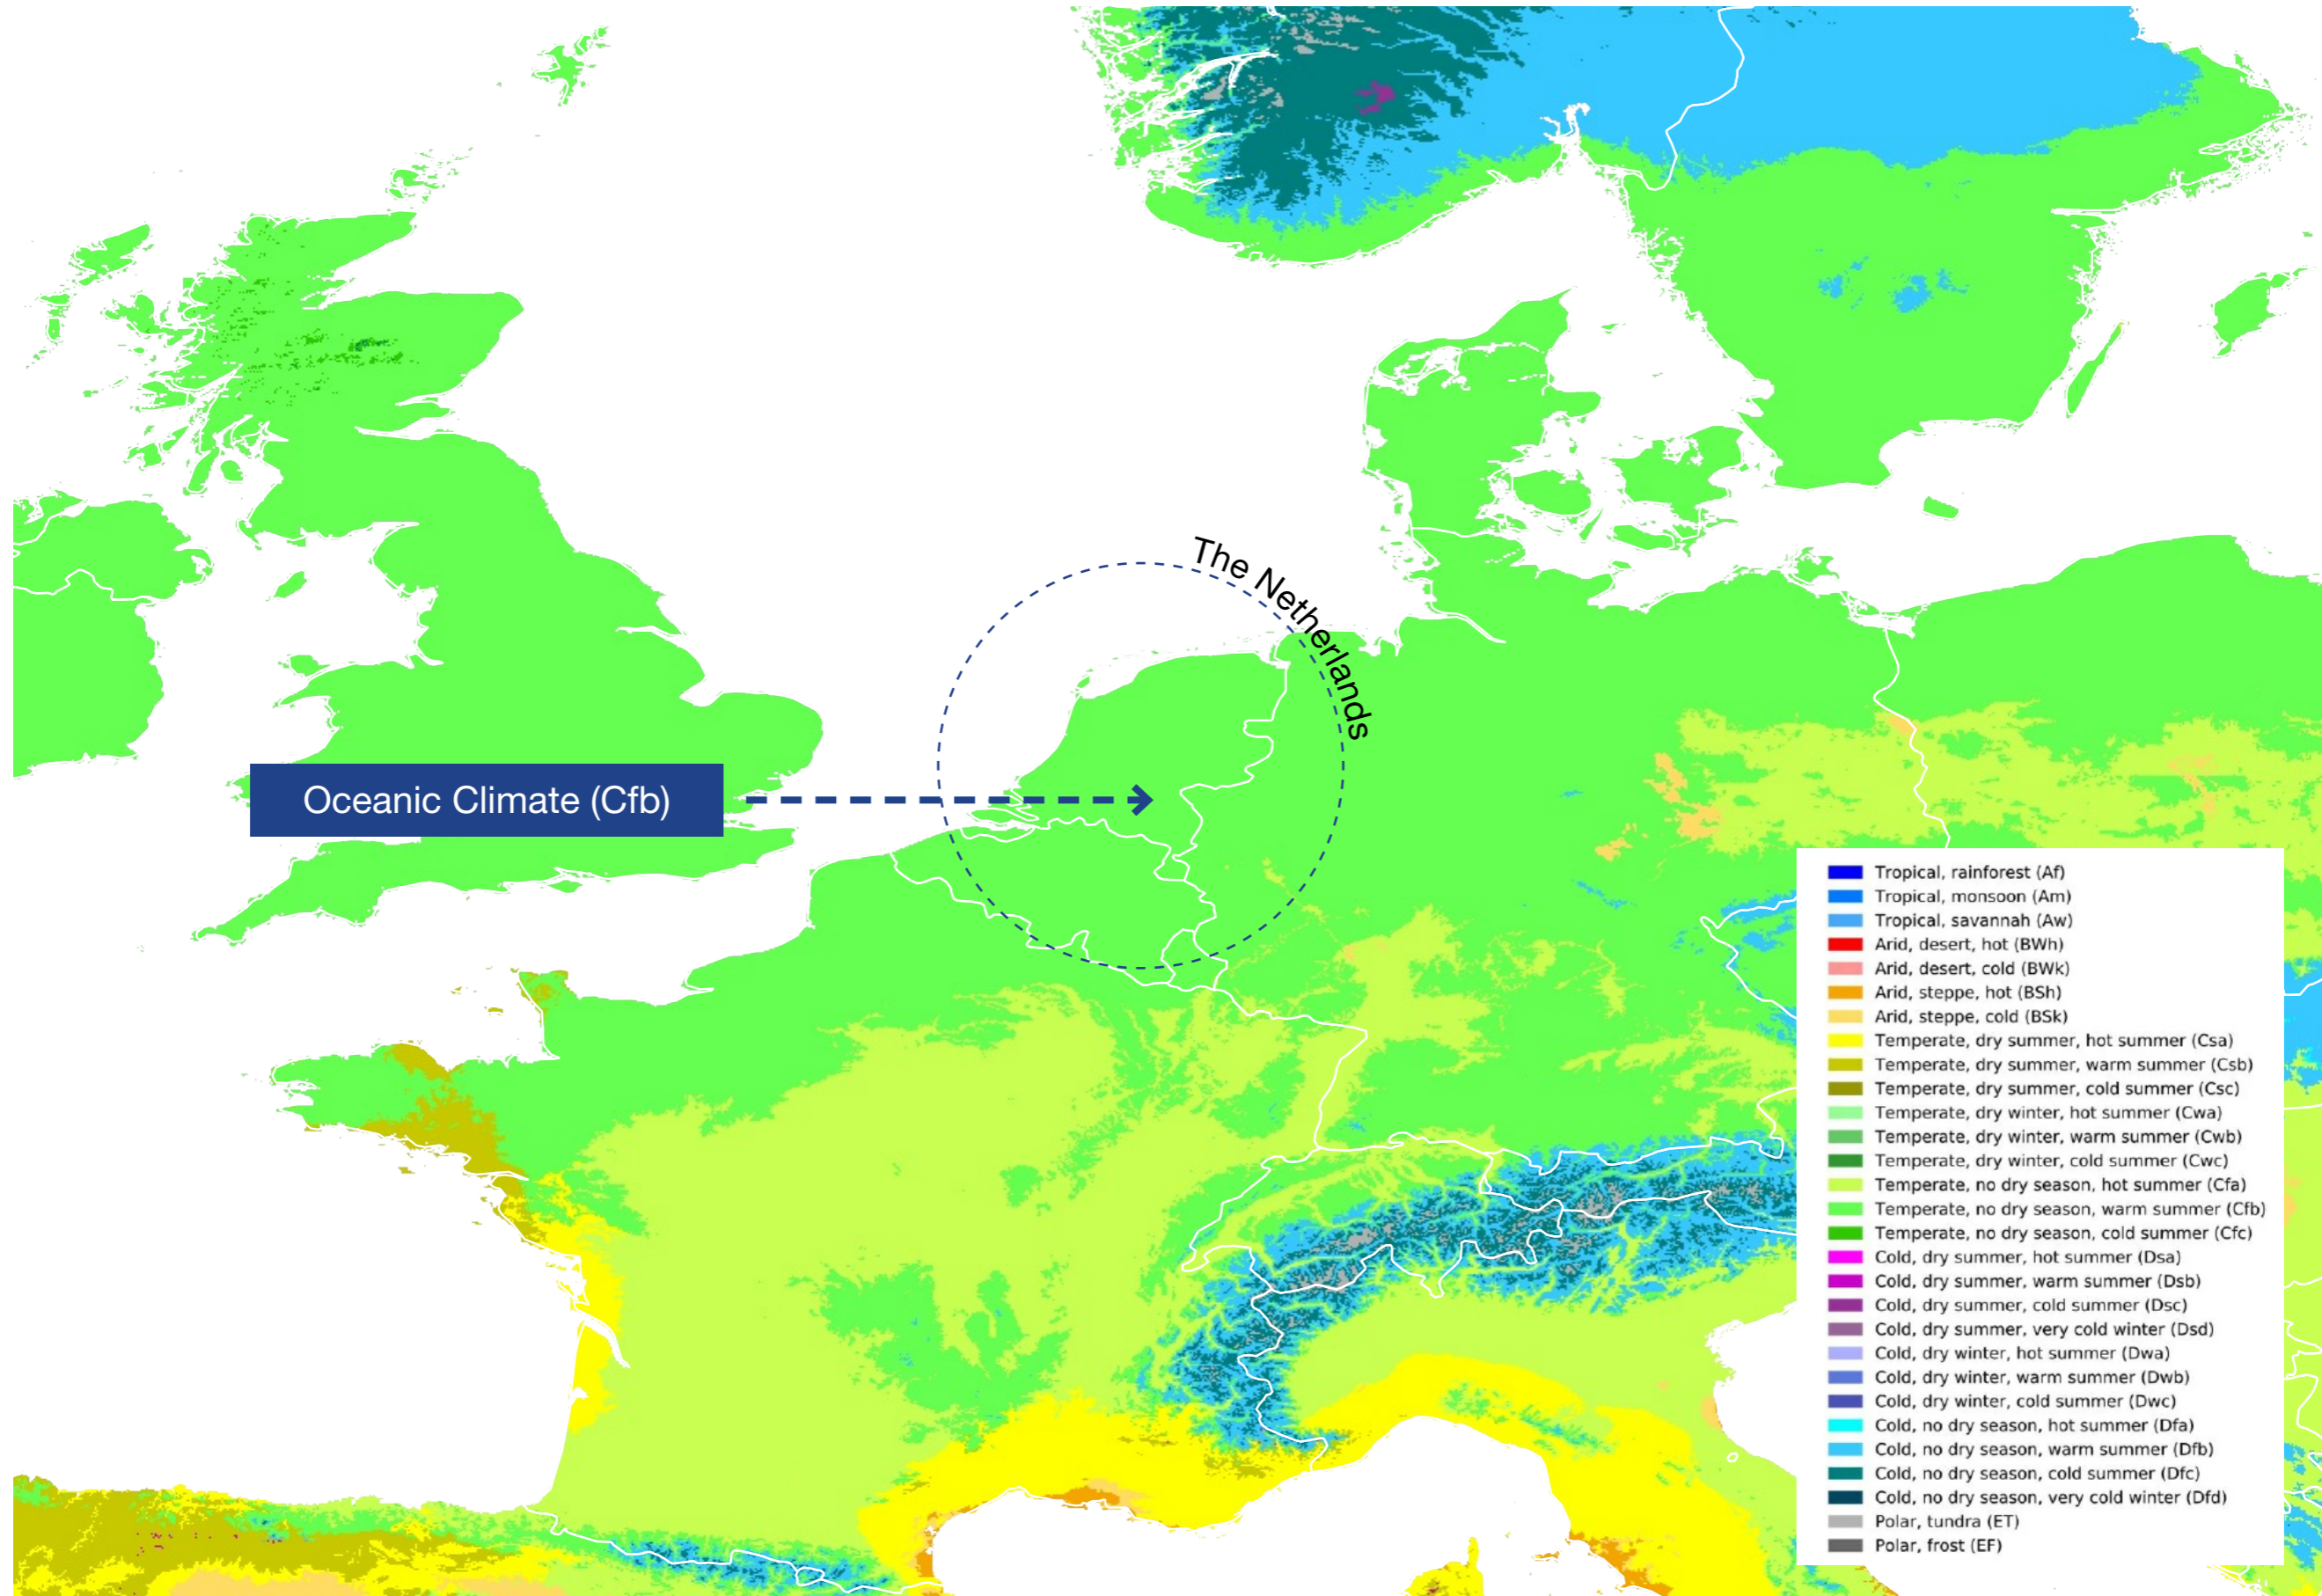 The Netherlands
Oceanic Climate (Cfb)
Tropical, rainforest (Af)
Tropical, monsoon (Am)
Tropical, savannah (Aw)
Arid, desert, hot (BWh)
Arid, desert, cold (BWk)
Arid, steppe, hot (BSh)
Arid, steppe, cold (BSk)
Temperate, dry summer, hot summer (Csa)
Temperate, dry summer, warm summer (Csb)
Temperate, dry summer, cold summer (Csc)
Temperate, dry winter, hot summer (Cwa)
Temperate, dry winter, warm summer (Cwb)
Temperate, dry winter, cold summer (Cwc)
Temperate, no dry season, hot summer (Cfa)
Temperate, no dry season, warm summer (Cfb)
Temperate, no dry season, cold summer (Cfc)
Cold, dry summer, hot summer (Dsa)
Cold, dry summer, warm summer (Dsb)
Cold, dry summer, cold summer (Dsc)
Cold, dry summer, very cold winter (Dsd)
Cold, dry winter, hot summer (Dwa)
Cold, dry winter, warm summer (Dwb)
Cold, dry winter, cold summer (Dwc)
Cold, no dry season, hot summer (Dfa)
Cold, no dry season, warm summer (Dfb)
Cold, no dry season, cold summer (Dfc)
Cold, no dry season, very cold winter (Dfd)
Polar, tundra (ET)
Polar, frost (EF)